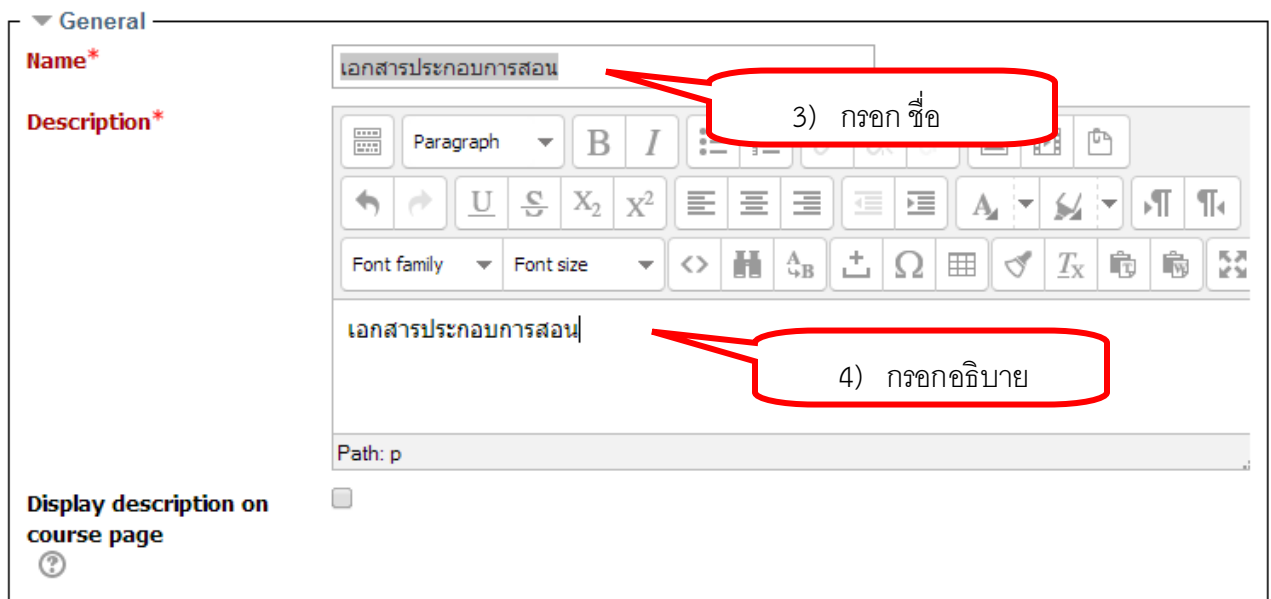 General
Name*
เอกสารประกอบการสอน
3) กรอก ชื่อ
Description*
Paragraph B I
U S X2 X2 A ¶ ¶
Font family Font size <> A B Ω Tx T W
เอกสารประกอบการสอน
4) กรอกอธิบาย
Path: p
Display description on
course page
?